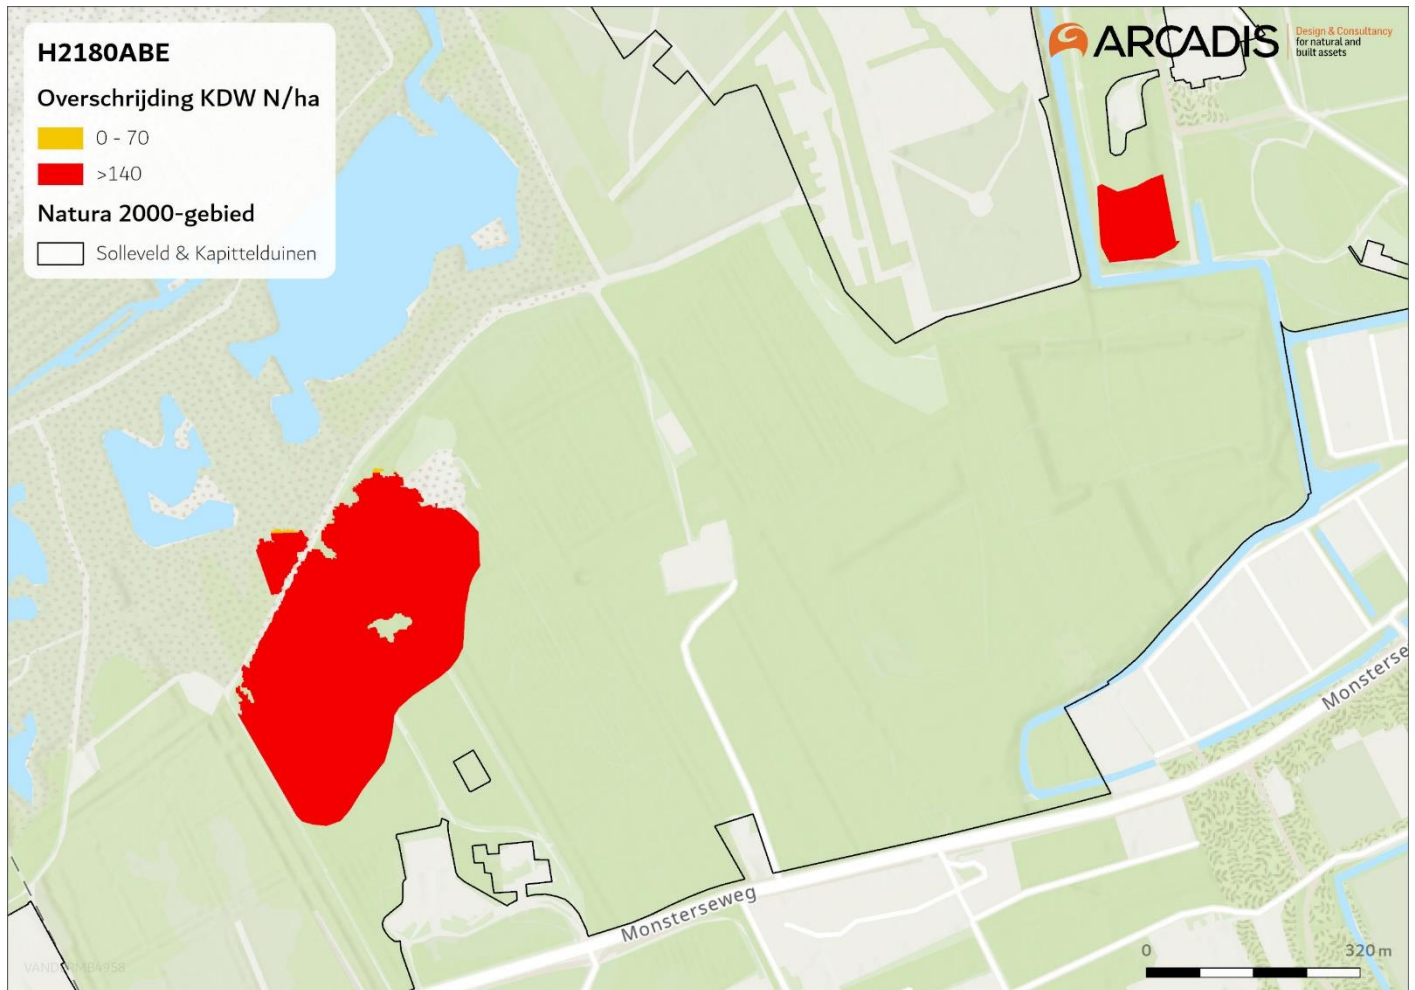 H2180ABE
Overschrijding KDW N/ha
0 - 70
>140
Natura 2000-gebied
Solleveld & Kapittelduinen
ARCADIS
Design & Consultancy
for natural and
built assets
Monsterse
Monsterseweg
0
320 m